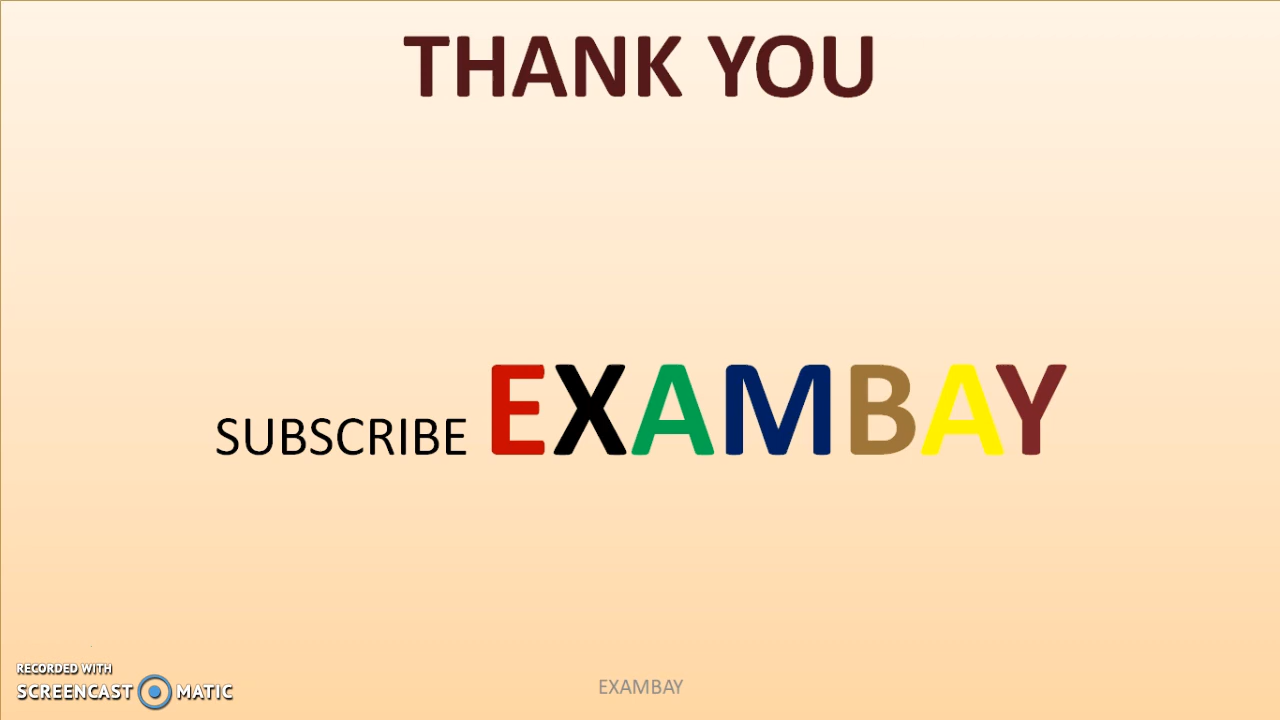 THANK YOU
SUBSCRIBE EXAMBAY
RECORDED WITH
SCREENCAST MATIC
EXAMBAY